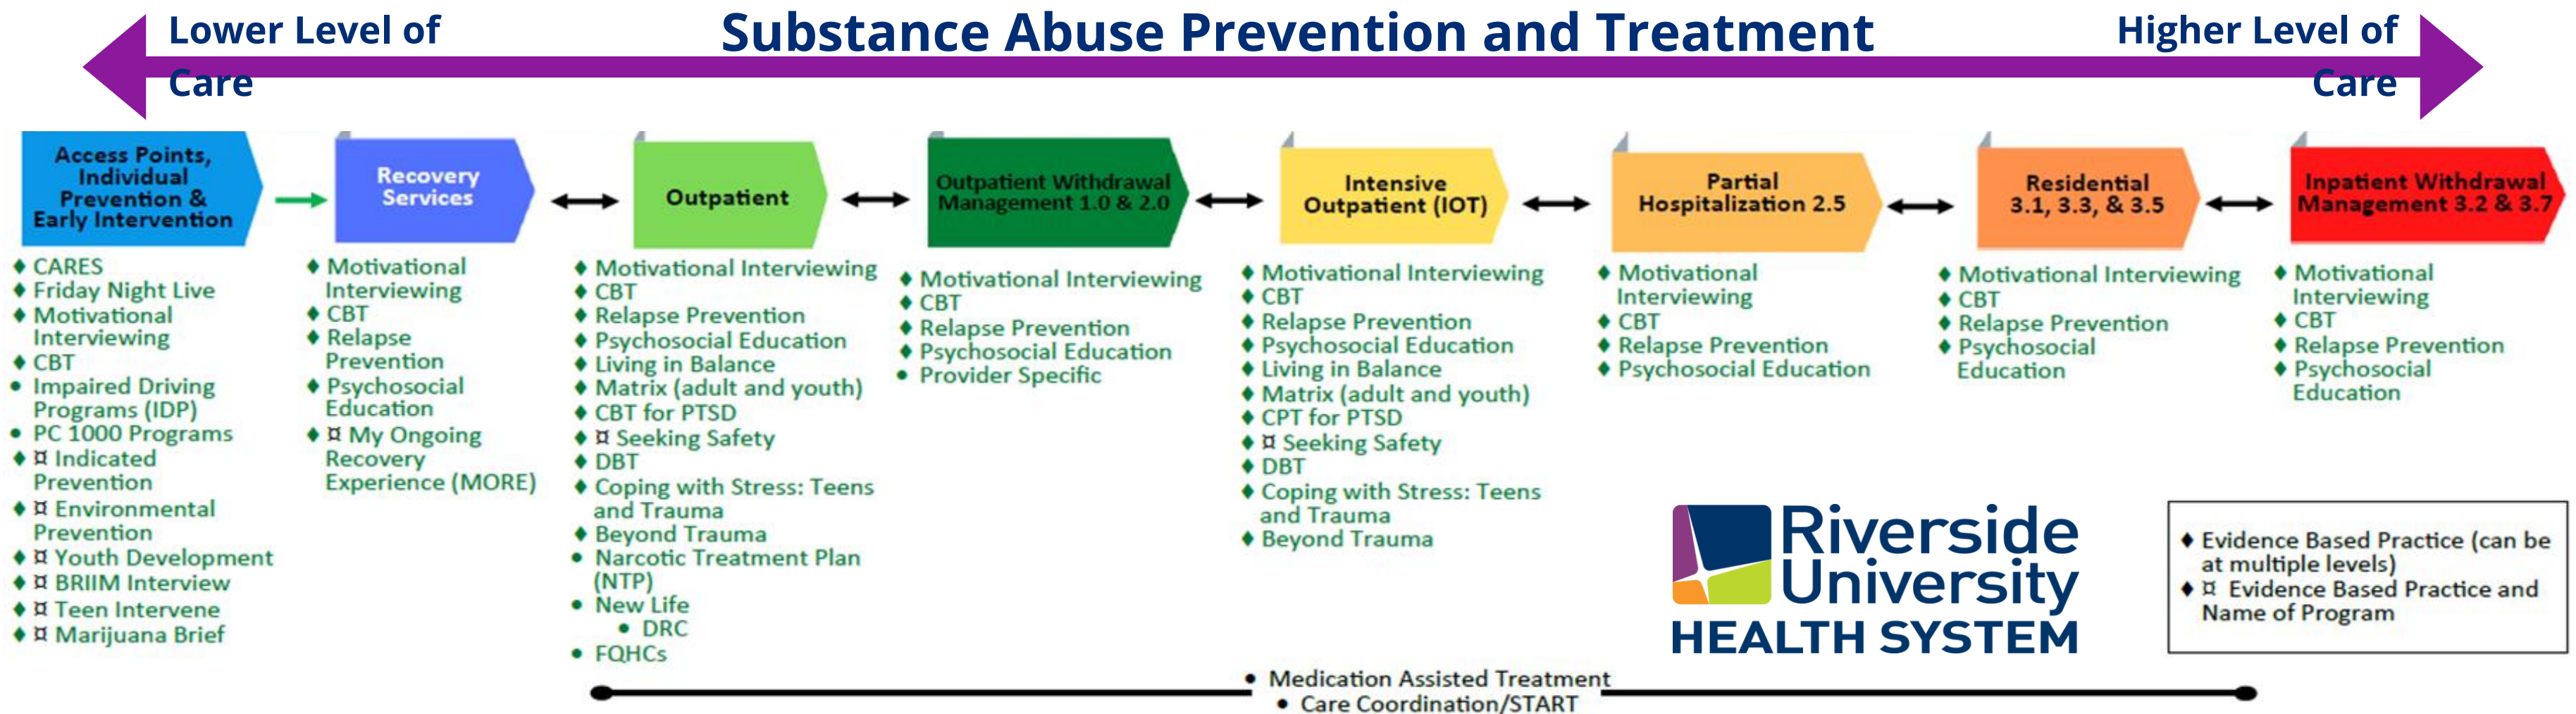 Substance Abuse Prevention and Treatment
Lower Level of
Care
Higher Level of
Care
Access Points,
Individual
Prevention &
Early Intervention
♦ CARES
♦ Friday Night Live
♦ Motivational
Interviewing
♦ CBT
• Impaired Driving
Programs (IDP)
• PC 1000 Programs
♦ ¤ Indicated
Prevention
♦ ¤ Environmental
Prevention
♦ ¤ Youth Development
♦ ¤ BRIIM Interview
♦ ¤ Teen Intervene
♦ ¤ Marijuana Brief
Recovery
Services
♦ Motivational
Interviewing
♦ CBT
♦ Relapse
Prevention
♦ Psychosocial
Education
♦ ¤ My Ongoing
Recovery
Experience (MORE)
Outpatient
♦ Motivational Interviewing
♦ CBT
♦ Relapse Prevention
♦ Psychosocial Education
♦ Living in Balance
♦ Matrix (adult and youth)
♦ CBT for PTSD
♦ ¤ Seeking Safety
♦ DBT
♦ Coping with Stress: Teens
and Trauma
♦ Beyond Trauma
• Narcotic Treatment Plan
(NTP)
• New Life
• DRC
• FQHCs
Outpatient Withdrawal
Management 1.0 & 2.0
♦ Motivational Interviewing
♦ CBT
♦ Relapse Prevention
♦ Psychosocial Education
• Provider Specific
Intensive
Outpatient (IOT)
♦ Motivational Interviewing
♦ CBT
♦ Relapse Prevention
♦ Psychosocial Education
♦ Living in Balance
♦ Matrix (adult and youth)
♦ CPT for PTSD
♦ ¤ Seeking Safety
♦ DBT
♦ Coping with Stress: Teens
and Trauma
♦ Beyond Trauma
Partial
Hospitalization 2.5
♦ Motivational
Interviewing
♦ CBT
♦ Relapse Prevention
♦ Psychosocial Education
Residential
3.1, 3.3, & 3.5
♦ Motivational Interviewing
♦ CBT
♦ Relapse Prevention
♦ Psychosocial
Education
Inpatient Withdrawal
Management 3.2 & 3.7
♦ Motivational
Interviewing
♦ CBT
♦ Relapse Prevention
♦ Psychosocial
Education
Riverside
University
HEALTH SYSTEM
♦ Evidence Based Practice (can be
at multiple levels)
♦ ¤ Evidence Based Practice and
Name of Program
• Medication Assisted Treatment
• Care Coordination/START